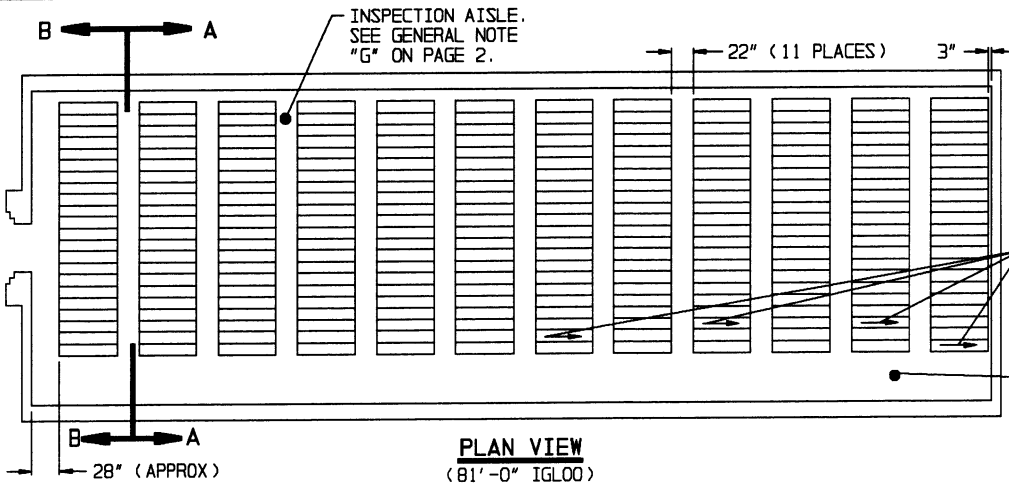 B A
INSPECTION AISLE.
SEE GENERAL NOTE
"G" ON PAGE 2.
22" (11 PLACES) 3"
B A
28" (APPROX)
PLAN VIEW
(81'-0" IGLOO)